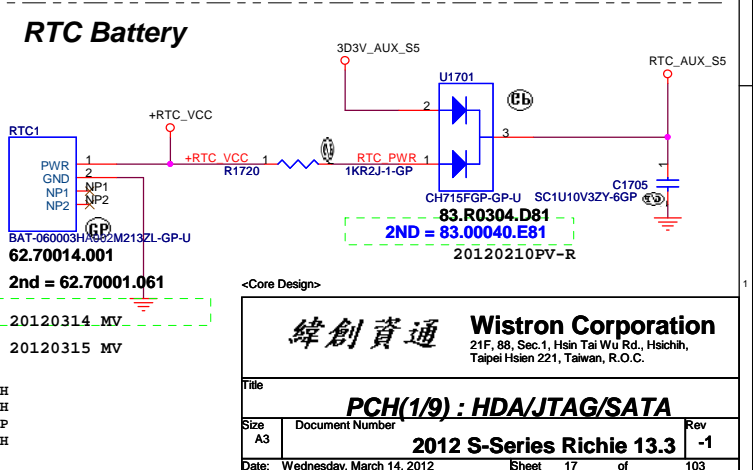 RTC Battery
3D3V_AUX_S5
RTC_AUX_S5
U1701
+RTC_VCC
2
3
RTC1
PWR 1
GND 2
NP1 NP1
NP2 NP2
+RTC_VCC 1
R1720
RTC_PWR 1
1KR2J-1-GP
CH715FGP-GP-U
1
C1705
SC1U10V3ZY-6GP
GP
62.70014.001
2nd = 62.70001.061
83.R0304.D81
2ND = 83.00040.E81
20120210PV-R
20120314 MV
20120315 MV
H
H
P
H
<Core Design>
緯創資通
Wistron Corporation
21F, 88, Sec.1, Hsin Tai Wu Rd., Hsichih,
Taipei Hsien 221, Taiwan, R.O.C.
Title
PCH(1/9) : HDA/JTAG/SATA
Size
A3
Document Number
2012 S-Series Richie 13.3
Rev
-1
Date: Wednesday, March 14, 2012
Sheet 17 of 103
1